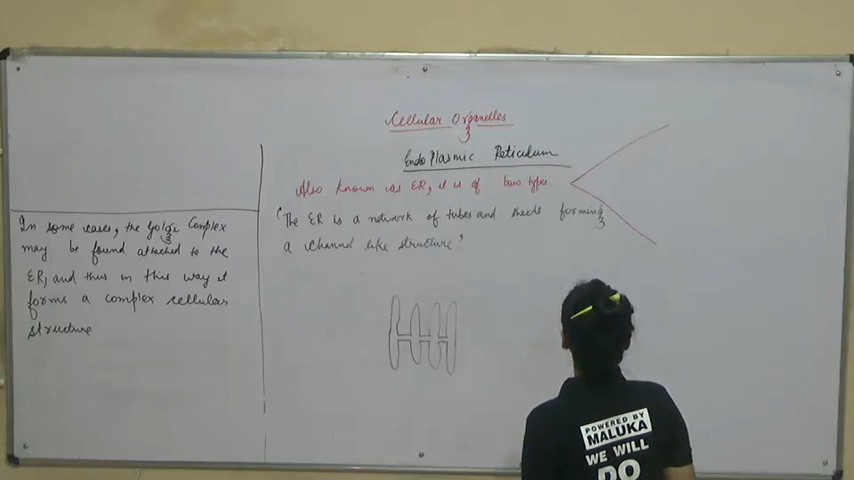 Cellular Organelles
Endo Plasmic Reticulum
Also known as ER, it is of two types
"The ER is a network of tubes and sheets forming
a channel like structure"
In some cases, the Golgi Complex
may be found attached to the
ER, and thus in this way it
forms a complex cellular
structure
POWERED BY
MALUKA
WE WILL
DO